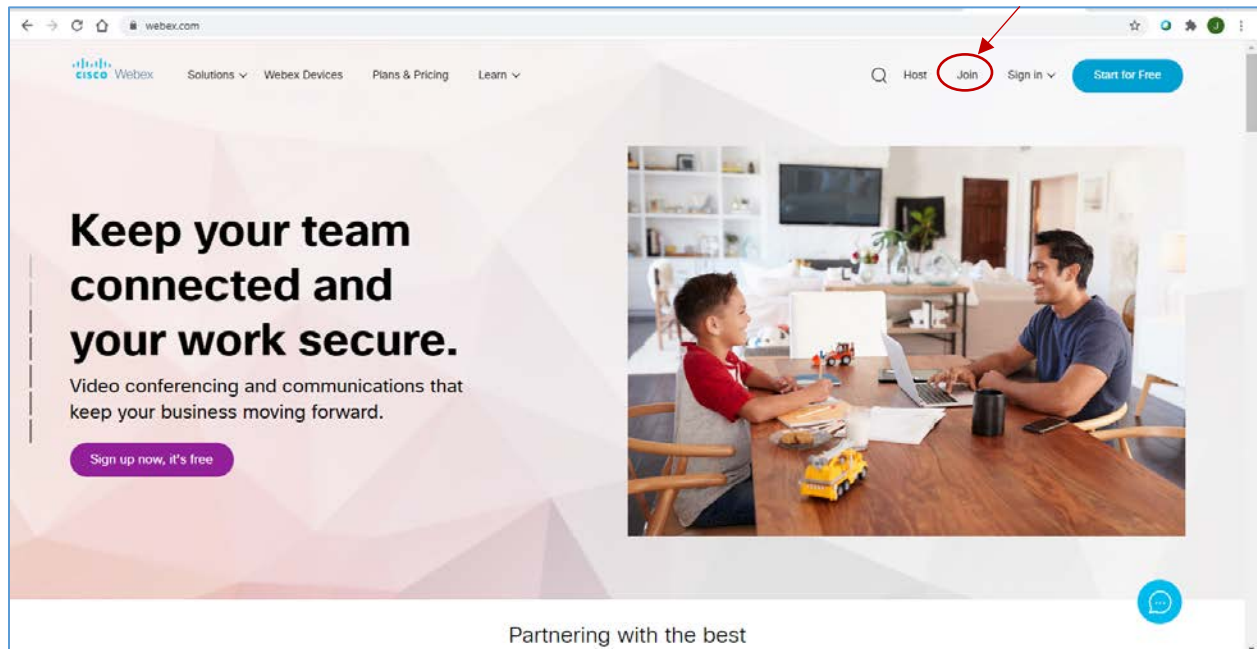 webex.com
J
cisco Webex Solutions Webex Devices Plans & Pricing Learn Host Join Sign in Start for Free
Keep your team
connected and
your work secure.
Video conferencing and communications that
keep your business moving forward.
Sign up now, it's free
Partnering with the best